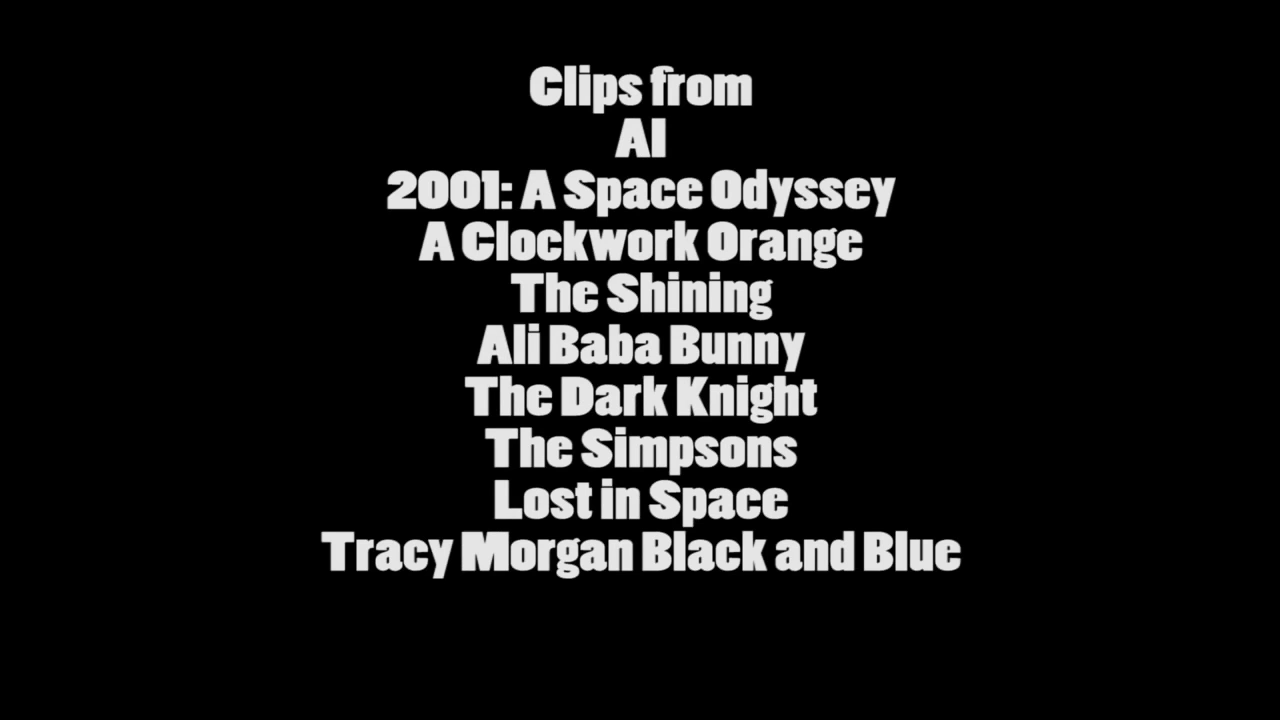 Clips from
AI
2001: A Space Odyssey
A Clockwork Orange
The Shining
Ali Baba Bunny
The Dark Knight
The Simpsons
Lost in Space
Tracy Morgan Black and Blue